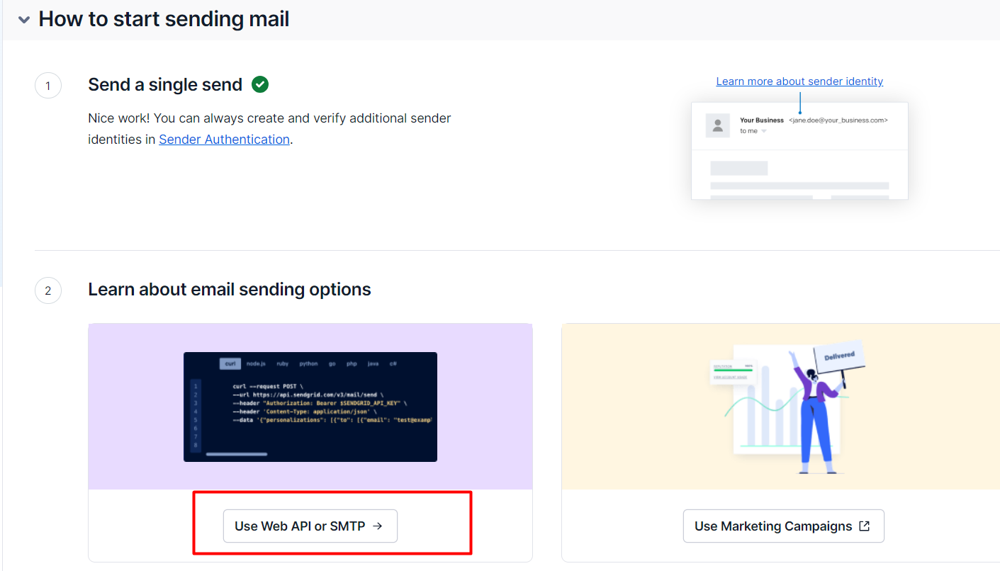 How to start sending mail
1
Send a single send
Nice work! You can always create and verify additional sender
identities in Sender Authentication.
Learn more about sender identity
Your Business <jane.doe@your_business.com>
to me
2
Learn about email sending options
curl node.js ruby python go php java c#
1 curl --request POST \
2 --url https://api.sendgrid.com/v3/mail/send \
3 --header "Authorization: Bearer $SENDGRID_API_KEY" \
4 --header 'Content-Type: application/json' \
5 --data '{"personalizations": [{"to": [{"email": "test@exampl
6
7
8
Delivered
REPUTATION 100%
Use Web API or SMTP →
Use Marketing Campaigns